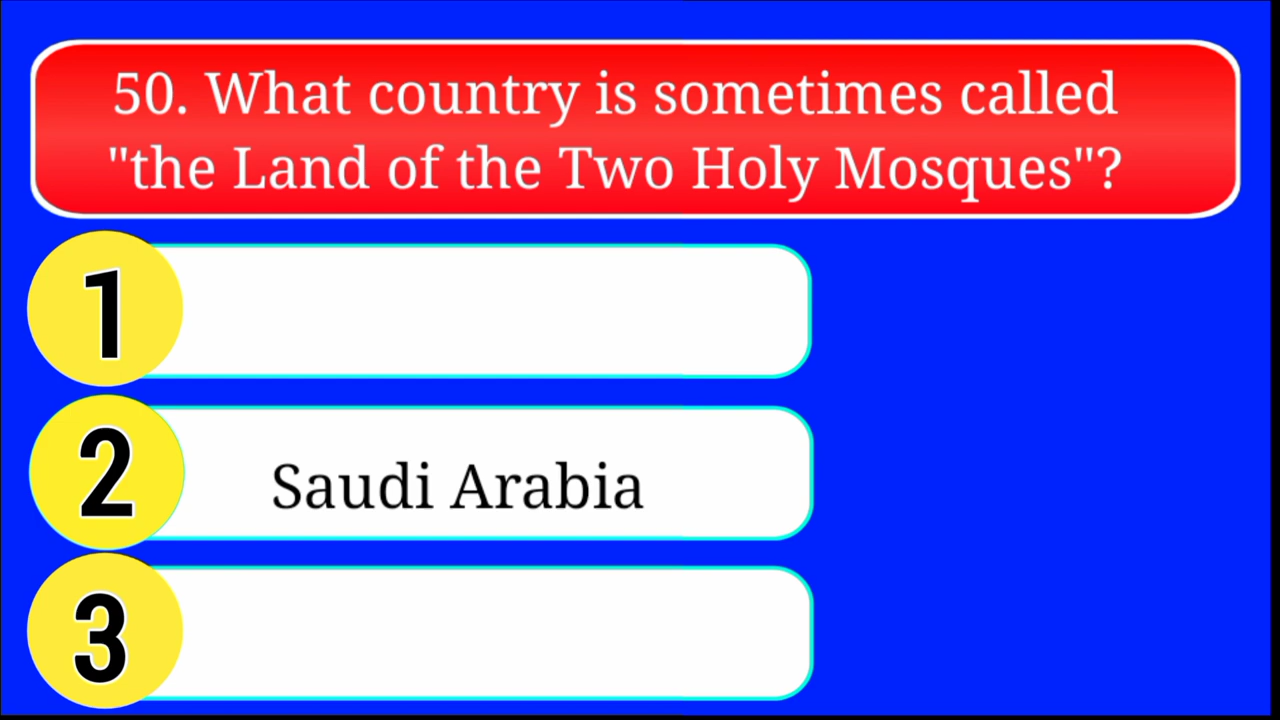 50. What country is sometimes called
"the Land of the Two Holy Mosques"?
1
2
Saudi Arabia
3